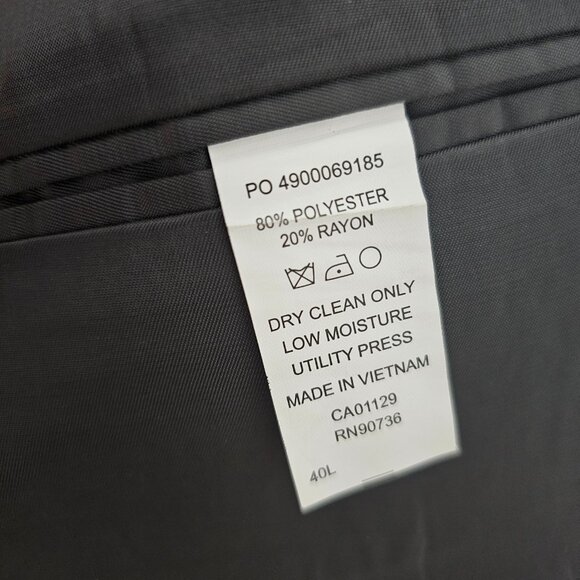 PO 4900069185
80% POLYESTER
20% RAYON
DRY CLEAN ONLY
LOW MOISTURE
UTILITY PRESS
MADE IN VIETNAM
CA01129
RN90736
40L